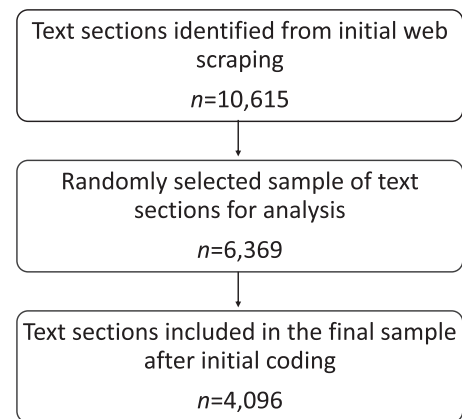 Text sections identified from initial web
scraping
n=10,615
Randomly selected sample of text
sections for analysis
n=6,369
Text sections included in the final sample
after initial coding
n=4,096